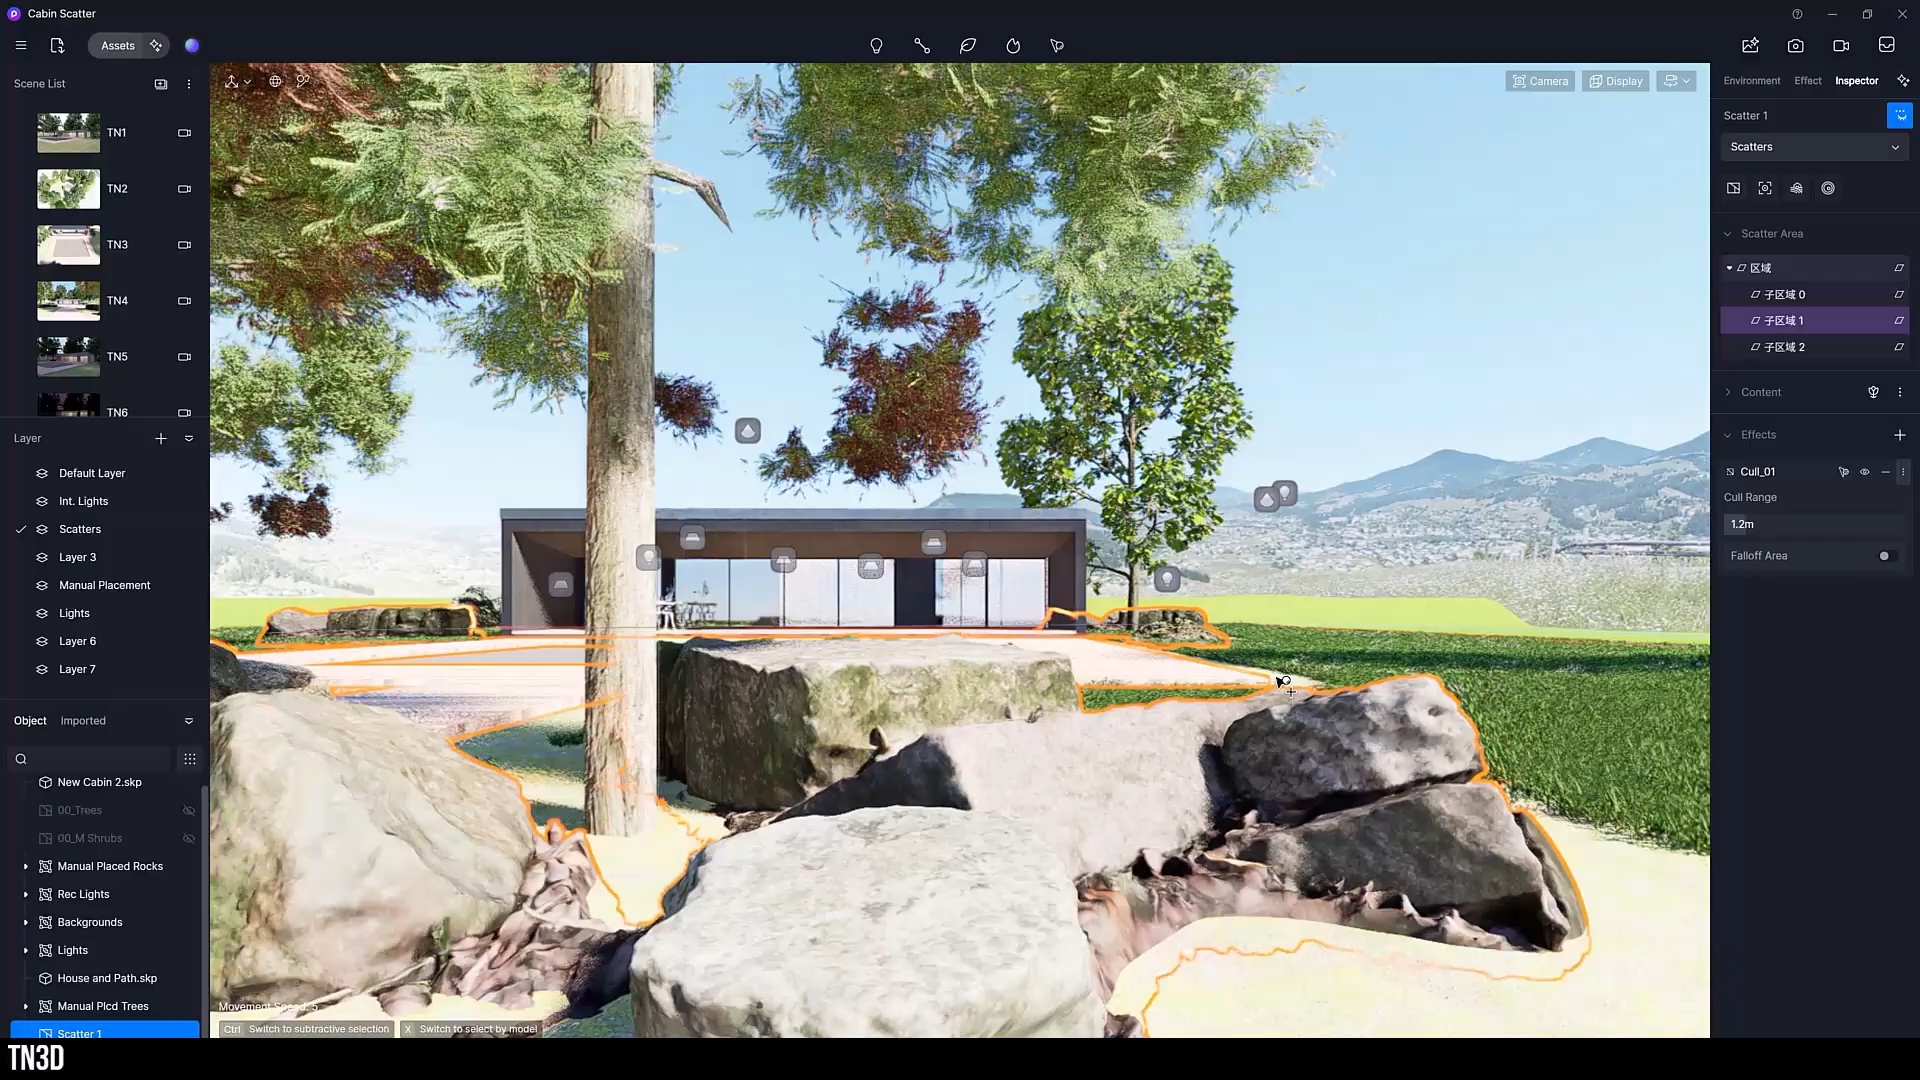 Cabin Scatter
Assets
Scene List
TN1
TN2
TN3
TN4
TN5
TN6
Layer
Default Layer
Int. Lights
Scatters
Layer 3
Manual Placement
Lights
Layer 6
Layer 7
Object Imported
New Cabin 2.skp
00_Trees
00_M Shrubs
Manual Placed Rocks
Rec Lights
Backgrounds
Lights
House and Path.skp
Manual Plcd Trees
Scatter 1
TN3D
Camera
Display
Movement Speed: 5
Ctrl Switch to subtractive selection
X Switch to select by model
Environment Effect Inspector
Scatter 1
Scatters
Scatter Area
区域
子区域 0
子区域 1
子区域 2
Content
Effects
Cull_01
Cull Range
1.2m
Falloff Area